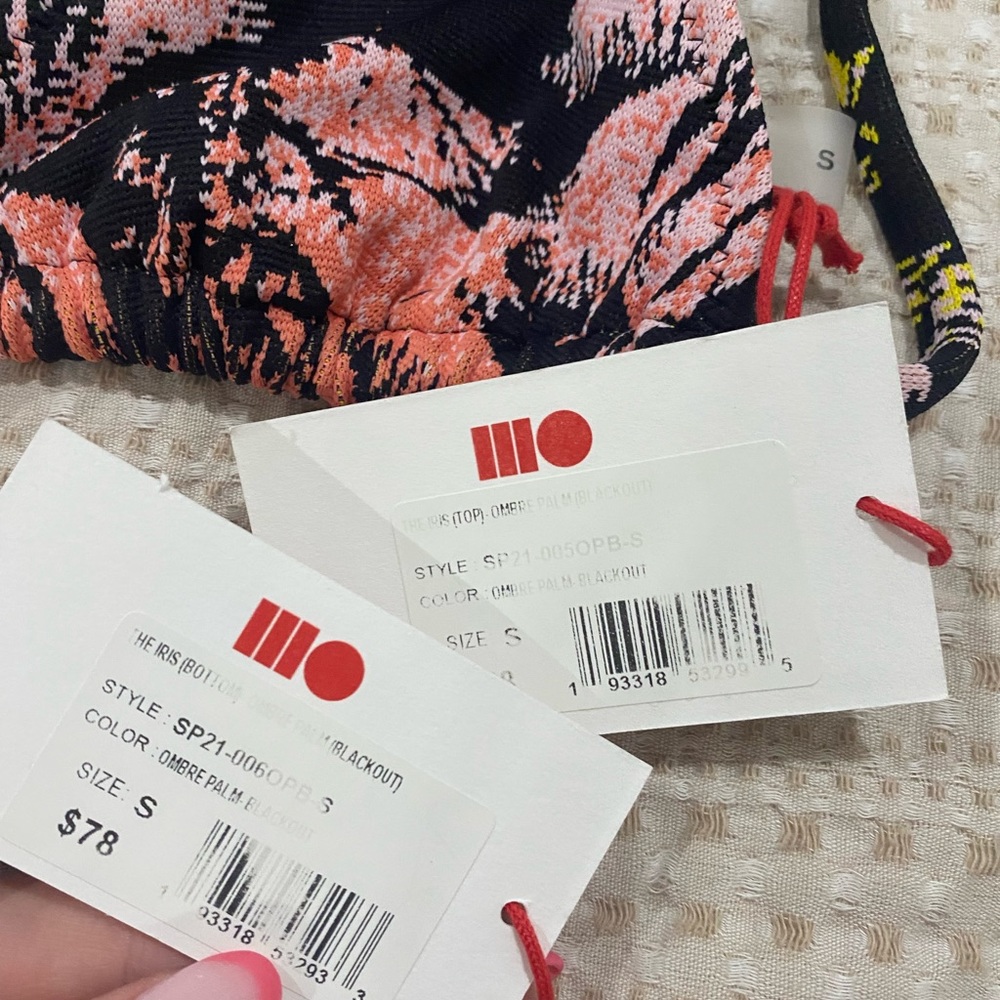 S
THE IRIS (TOP)- OMBRE PALM (BLACKOUT)
STYLE : SP21-005OPB-S
COLOR : OMBRE PALM-BLACKOUT
SIZE S
1 93318 53299 5
THE IRIS (BOTTOM)- OMBRE PALM (BLACKOUT)
STYLE : SP21-006OPB-S
COLOR : OMBRE PALM-BLACKOUT
SIZE: S
$78
1 93318 53293 3